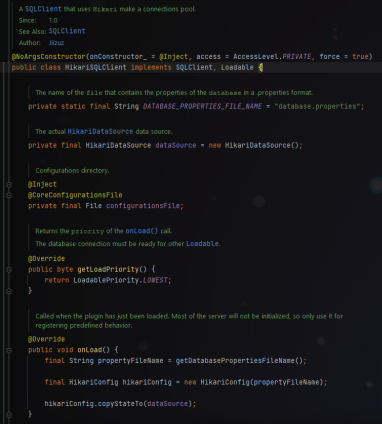 A SQLClient that uses Hikari make a connections pool.
Since: 1.0
See Also: SQLClient
Author: Jiszuz
@NoArgsConstructor(onConstructor_ = @Inject, access = AccessLevel.PRIVATE, force = true)
public class HikariSQLClient implements SQLClient, Loadable {
The name of the file that contains the properties of the database in a .properties format.
private static final String DATABASE_PROPERTIES_FILE_NAME = "database.properties";
The actual HikariDataSource data source.
private final HikariDataSource dataSource = new HikariDataSource();
Configurations directory.
@Inject
@CoreConfigurationsFile
private final File configurationsFile;
Returns the priority of the onLoad() call.
The database connection must be ready for other Loadable.
@Override
public byte getLoadPriority() {
return LoadablePriority.LOWEST;
}
Called when the plugin has just been loaded. Most of the server will not be initialized, so only use it for
registering predefined behavior.
@Override
public void onLoad() {
final String propertyFileName = getDatabasePropertiesFileName();
final HikariConfig hikariConfig = new HikariConfig(propertyFileName);
hikariConfig.copyStateTo(dataSource);
}